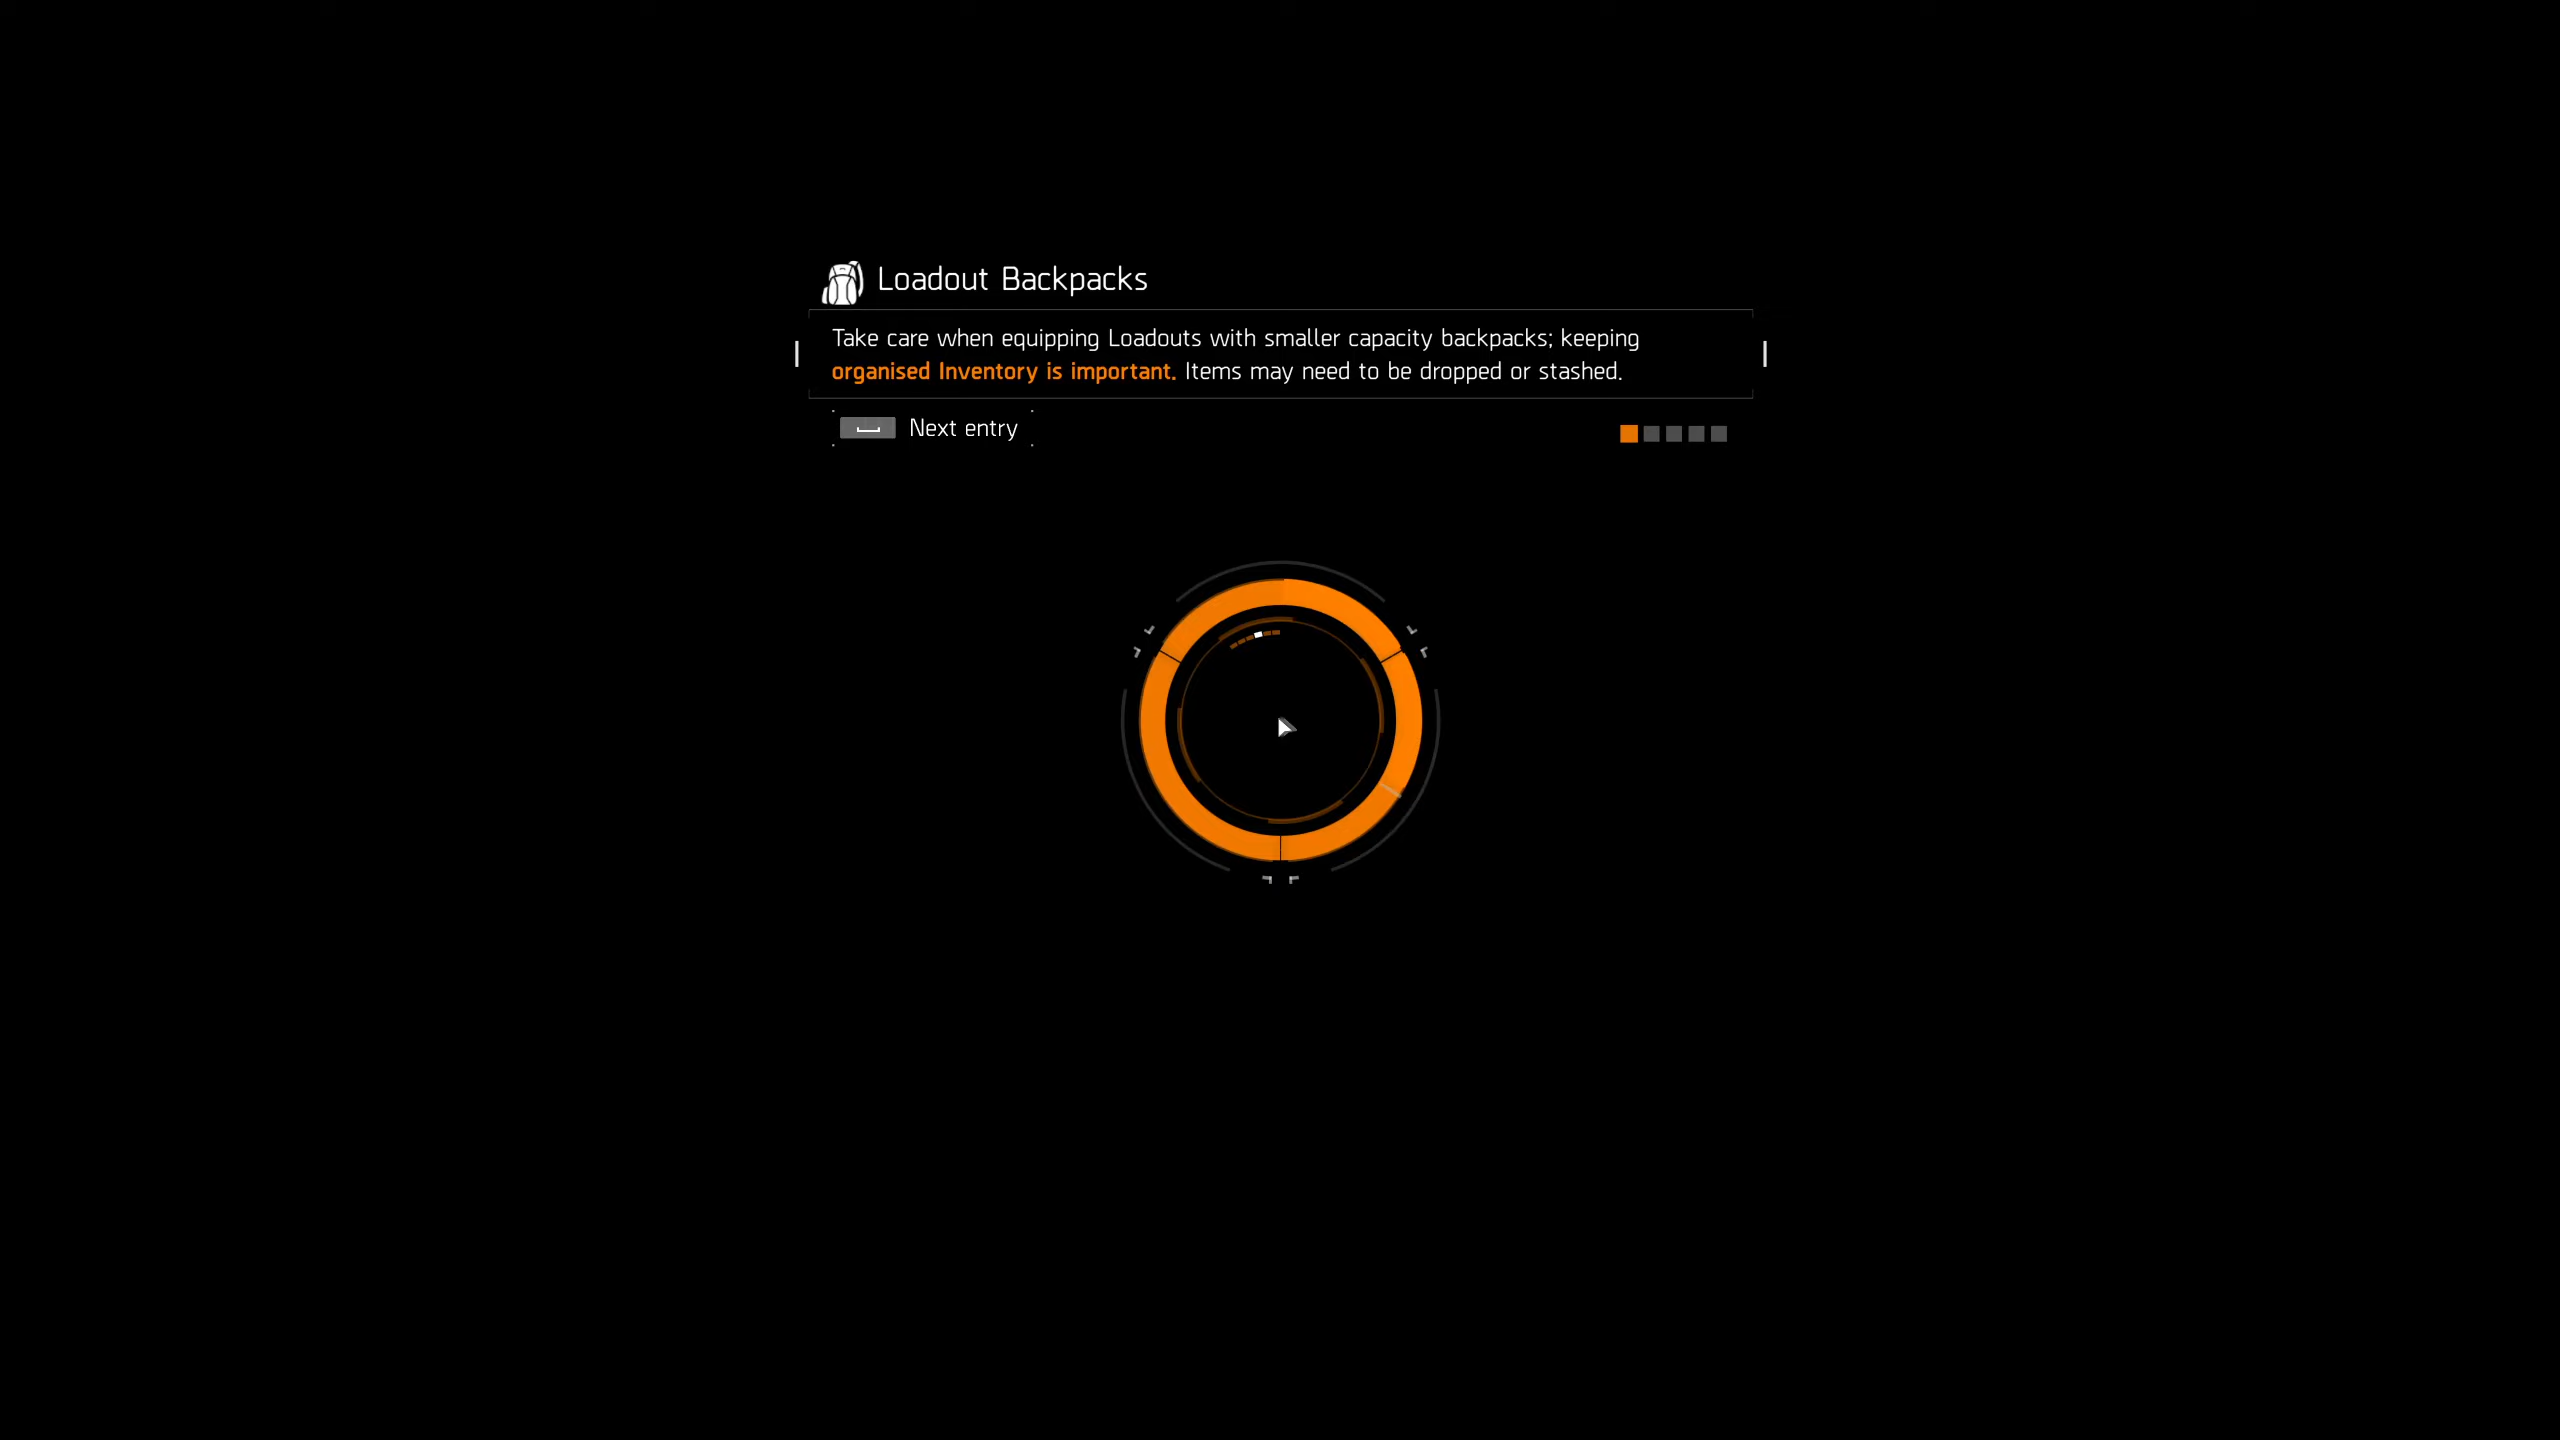 Loadout Backpacks
Take care when equipping Loadouts with smaller capacity backpacks; keeping
organised Inventory is important. Items may need to be dropped or stashed.
Next entry